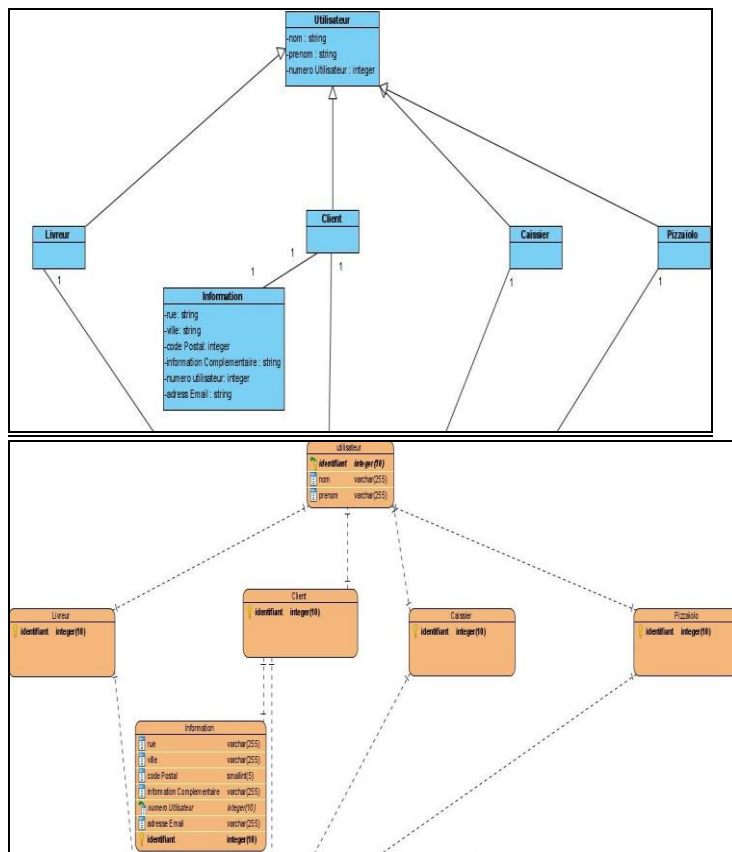 Utilisateur
-nom : string
-prenom : string
-numero Utilisateur : integer
Livreur
Client
Caissier
Pizzaïolo
1
1
1
1
1
1
Information
-rue: string
-ville: string
-code Postal: integer
-information Complementaire : string
-numero utilisateur: integer
-adress Email : string
utilisateur
identifiant integer(10)
nom varchar(255)
prenom varchar(255)
Livreur
identifiant integer(10)
Client
identifiant integer(10)
Caissier
identifiant integer(10)
Pizzaïolo
identifiant integer(10)
Information
rue varchar(255)
ville varchar(255)
code Postal smallint(5)
information Complementaire varchar(255)
numero Utilisateur integer(10)
adresse Email varchar(255)
identifiant integer(10)